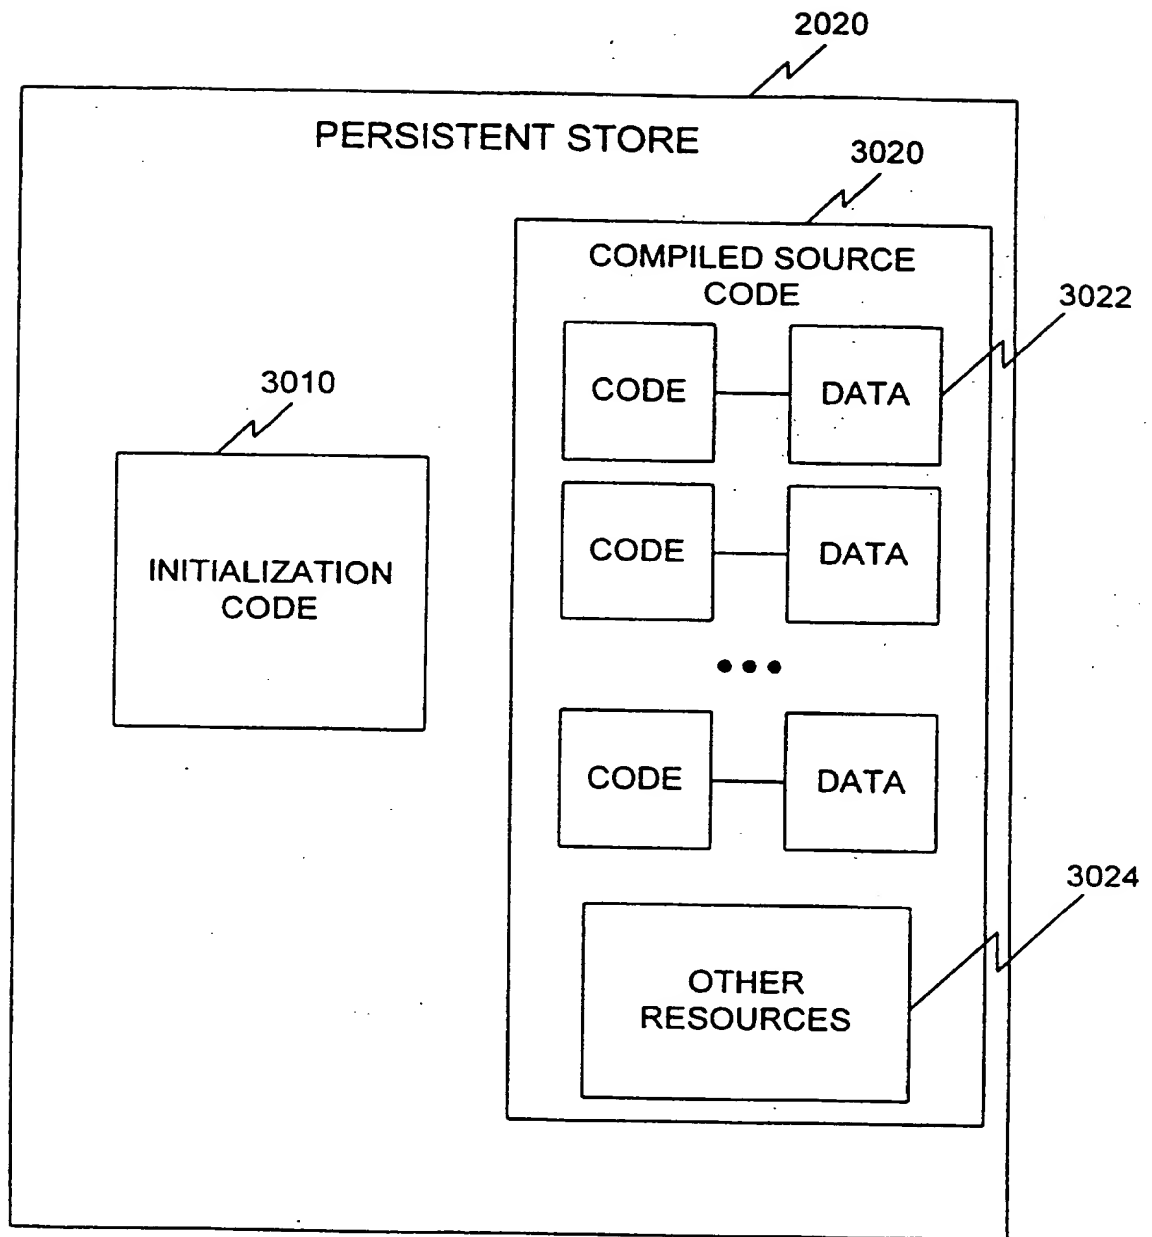 2020
PERSISTENT STORE
3020
COMPILED SOURCE
CODE
3022
CODE
DATA
3010
INITIALIZATION
CODE
CODE
DATA
CODE
DATA
3024
OTHER
RESOURCES